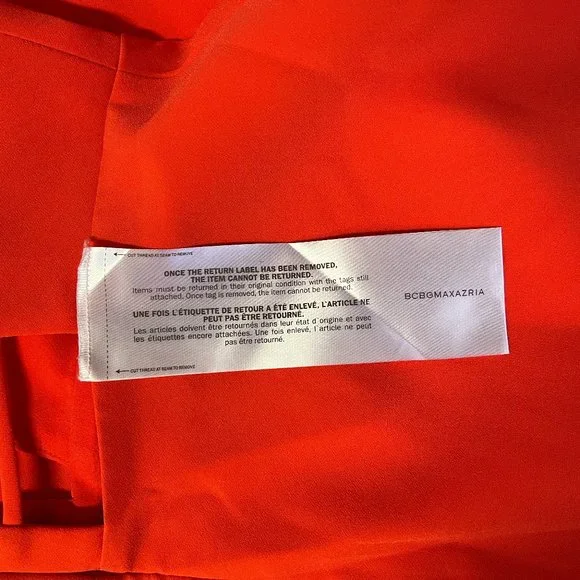 CUT THREAD AT SEAM TO REMOVE
ONCE THE RETURN LABEL HAS BEEN REMOVED,
THE ITEM CANNOT BE RETURNED.
Items must be returned in their original condition with the tags still
attached. Once tag is removed, the item cannot be returned.
UNE FOIS L'ÉTIQUETTE DE RETOUR A ÉTÉ ENLEVÉ, L'ARTICLE NE
PEUT PAS ÊTRE RETOURNÉ.
Les articles doivent être retournés dans leur état d origine et avec
les étiquettes encore attachées. Une fois enlevé, l article ne peut
pas être retourné.
CUT THREAD AT SEAM TO REMOVE
BCBGMAXAZRIA